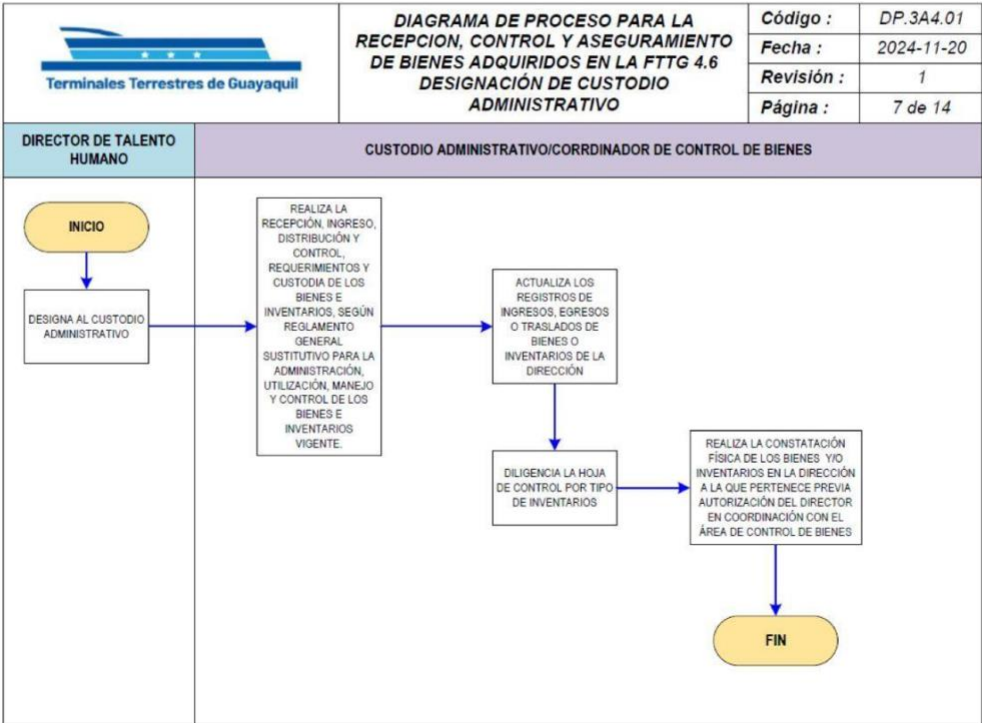 Terminales Terrestres de Guayaquil
DIAGRAMA DE PROCESO PARA LA
RECEPCION, CONTROL Y ASEGURAMIENTO
DE BIENES ADQUIRIDOS EN LA FTTG 4.6
DESIGNACIÓN DE CUSTODIO
ADMINISTRATIVO
Código : DP.3A4.01
Fecha : 2024-11-20
Revisión : 1
Página : 7 de 14
DIRECTOR DE TALENTO
HUMANO
CUSTODIO ADMINISTRATIVO/CORRDINADOR DE CONTROL DE BIENES
INICIO
DESIGNA AL CUSTODIO
ADMINISTRATIVO
REALIZA LA
RECEPCIÓN, INGRESO,
DISTRIBUCIÓN Y
CONTROL,
REQUERIMIENTOS Y
CUSTODIA DE LOS
BIENES E
INVENTARIOS, SEGÚN
REGLAMENTO
GENERAL
SUSTITUTIVO PARA LA
ADMINISTRACIÓN,
UTILIZACIÓN, MANEJO
Y CONTROL DE LOS
BIENES E
INVENTARIOS
VIGENTE.
ACTUALIZA LOS
REGISTROS DE
INGRESOS, EGRESOS
O TRASLADOS DE
BIENES O
INVENTARIOS DE LA
DIRECCIÓN
DILIGENCIA LA HOJA
DE CONTROL POR TIPO
DE INVENTARIOS
REALIZA LA CONSTATACIÓN
FÍSICA DE LOS BIENES Y/O
INVENTARIOS EN LA DIRECCIÓN
A LA QUE PERTENECE PREVIA
AUTORIZACIÓN DEL DIRECTOR
EN COORDINACIÓN CON EL
ÁREA DE CONTROL DE BIENES
FIN